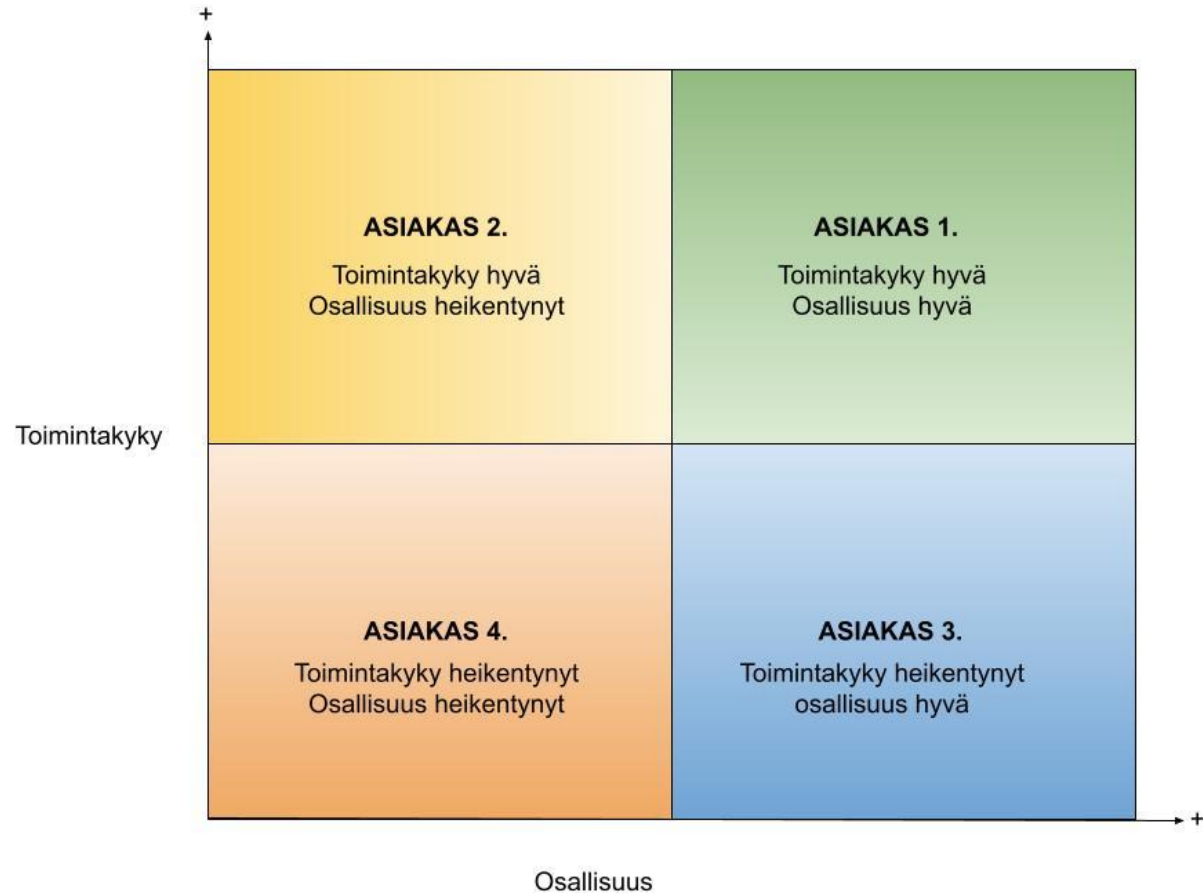 +
ASIAKAS 2.
Toimintakyky hyvä
Osallisuus heikentynyt
ASIAKAS 1.
Toimintakyky hyvä
Osallisuus hyvä
Toimintakyky
ASIAKAS 4.
Toimintakyky heikentynyt
Osallisuus heikentynyt
ASIAKAS 3.
Toimintakyky heikentynyt
osallisuus hyvä
+
Osallisuus